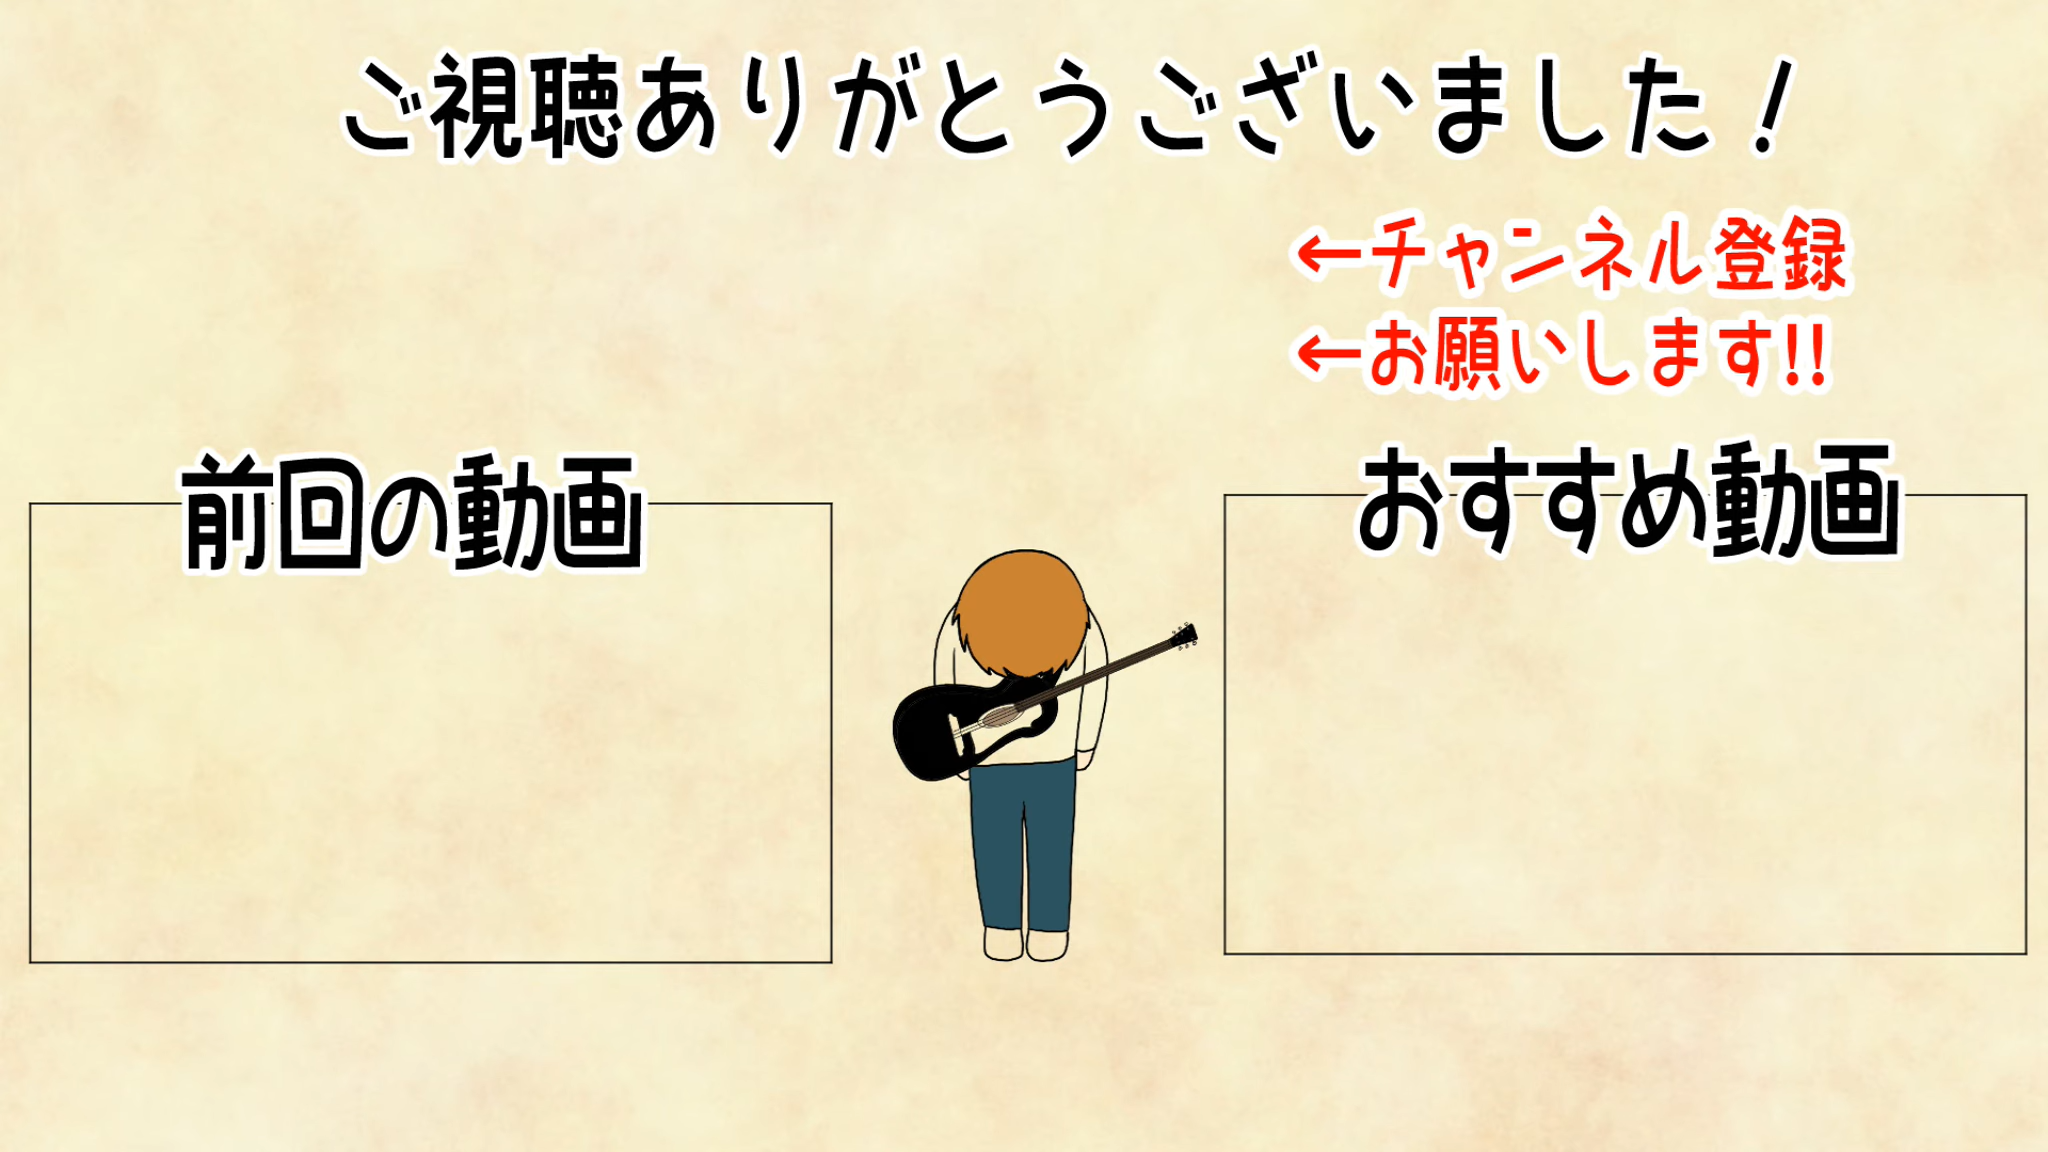 ご視聴ありがとうございました！
←チャンネル登録
←お願いします!!
前回の動画
おすすめ動画